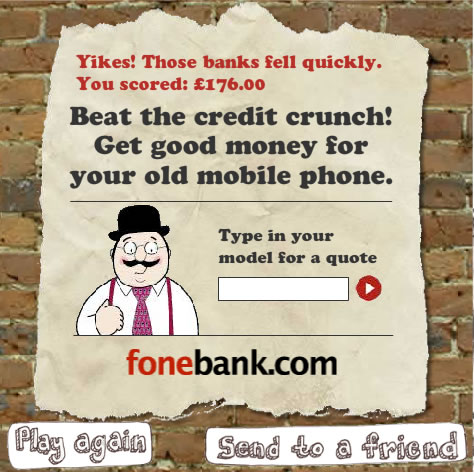 Yikes! Those banks fell quickly.
You scored: £176.00
Beat the credit crunch!
Get good money for
your old mobile phone.
Type in your
model for a quote
fonebank.com
Play again
Send to a friend